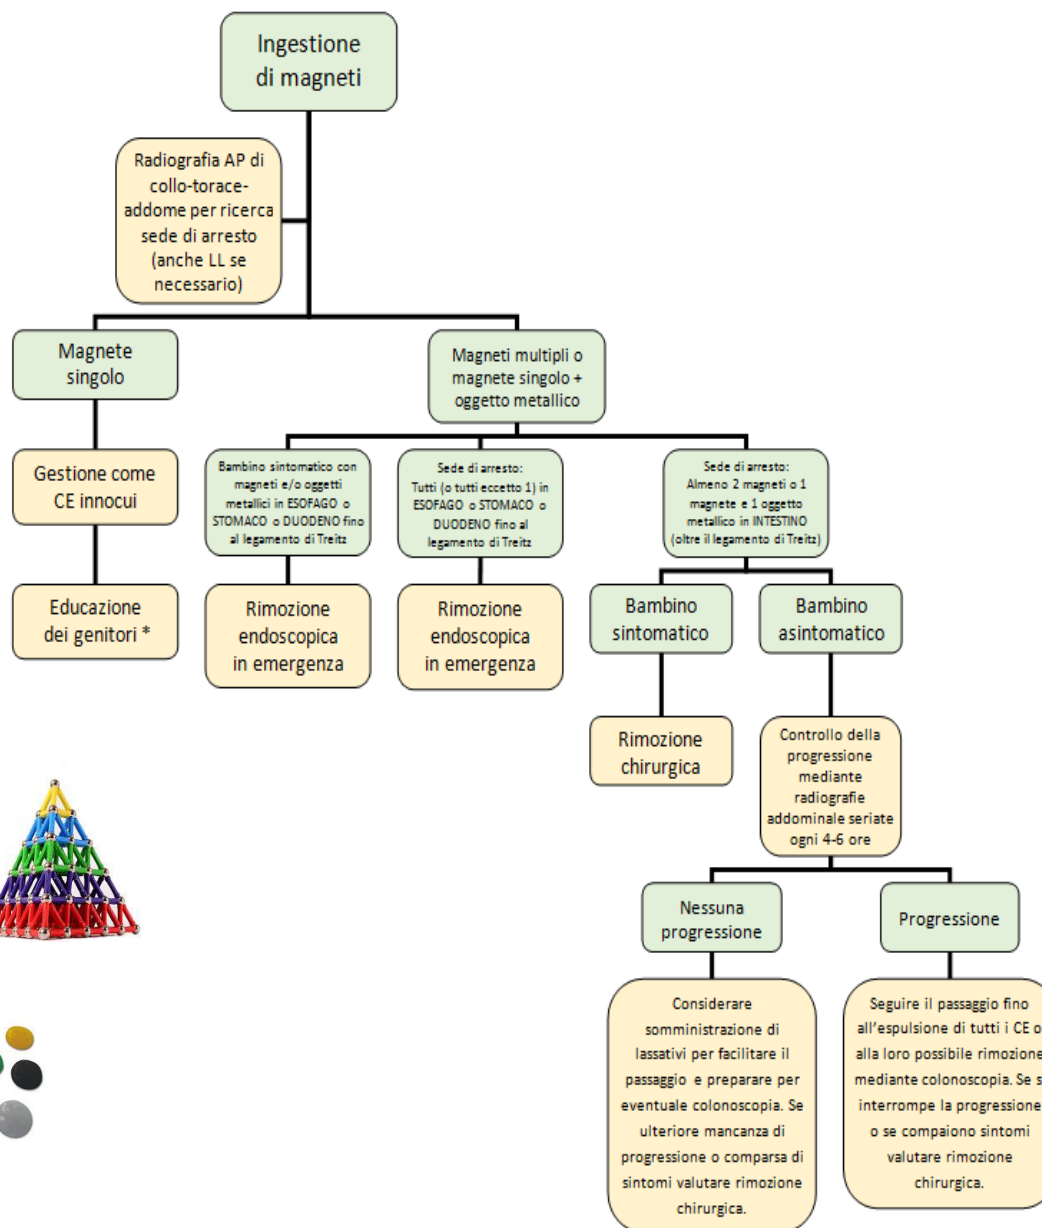 Ingestione
di magneti
Radiografia AP di
collo-torace-
addome per ricerca
sede di arresto
(anche LL se
necessario)
Magnete
singolo
Magneti multipli o
magnete singolo +
oggetto metallico
Gestione come
CE innocui
Bambino sintomatico con
magneti e/o oggetti
metallici in ESOFAGO o
STOMACO o DUODENO fino
al legamento di Treitz
Sede di arresto:
Tutti (o tutti eccetto 1) in
ESOFAGO o STOMACO o
DUODENO fino al
legamento di Treitz
Sede di arresto:
Almeno 2 magneti o 1
magnete e 1 oggetto
metallico in INTESTINO
(oltre il legamento di Treitz)
Educazione
dei genitori *
Rimozione
endoscopica
in emergenza
Rimozione
endoscopica
in emergenza
Bambino
sintomatico
Bambino
asintomatico
Rimozione
chirurgica
Controllo della
progressione
mediante
radiografie
addominale seriate
ogni 4-6 ore
Nessuna
progressione
Progressione
Considerare
somministrazione di
lassativi per facilitare il
passaggio e preparare per
eventuale colonoscopia. Se
ulteriore mancanza di
progressione o comparsa di
sintomi valutare rimozione
chirurgica.
Seguire il passaggio fino
all'espulsione di tutti i CE o
alla loro possibile rimozione
mediante colonoscopia. Se s
interrompe la progressione
o se compaiono sintomi
valutare rimozione
chirurgica.